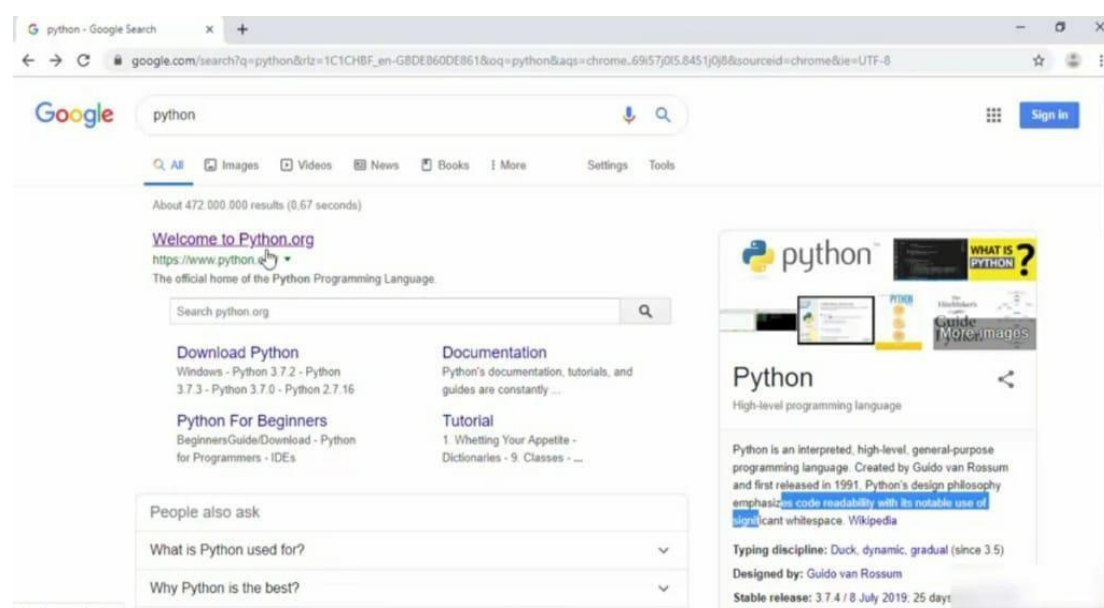 python - Google Search
google.com/search?q=python&rlz=1C1CHBF_en-GBDE860DE861&oq=python&aqs=chrome..69i57j0l5.8451j0j8&sourceid=chrome&ie=UTF-8
Google
python
Sign in
All Images Videos News Books More Settings Tools
About 472.000.000 results (0,67 seconds)
Welcome to Python.org
https://www.python.
The official home of the Python Programming Language.
Search python.org
Download Python
Windows - Python 3.7.2 - Python
3.7.3 - Python 3.7.0 - Python 2.7.16
Documentation
Python's documentation, tutorials, and
guides are constantly ...
Python For Beginners
BeginnersGuide/Download - Python
for Programmers - IDEs
Tutorial
1. Whetting Your Appetite -
Dictionaries - 9. Classes - ...
People also ask
What is Python used for?
Why Python is the best?
python
WHAT IS
PYTHON ?
PYTHON
The
Hitchhiker's
Guide
Python
More images
Python
High-level programming language
Python is an interpreted, high-level, general-purpose
programming language. Created by Guido van Rossum
and first released in 1991, Python's design philosophy
emphasizes code readability with its notable use of
significant whitespace. Wikipedia
Typing discipline: Duck, dynamic, gradual (since 3.5)
Designed by: Guido van Rossum
Stable release: 3.7.4 / 8 July 2019; 25 days